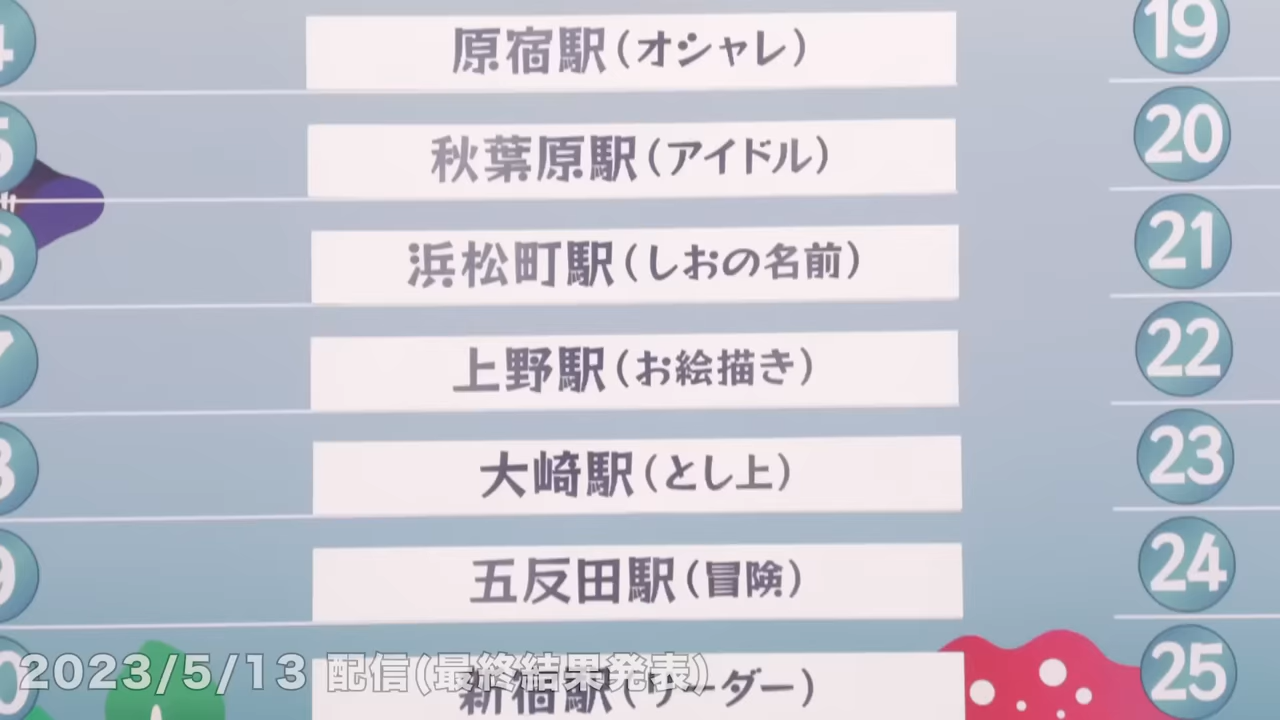 原宿駅(オシャレ)
19
秋葉原駅(アイドル)
20
浜松町駅(しおの名前)
21
上野駅(お絵描き)
22
大崎駅(とし上)
23
五反田駅(冒険)
24
新宿駅(リーダー)
25
2023/5/13 配信(最終結果発表)